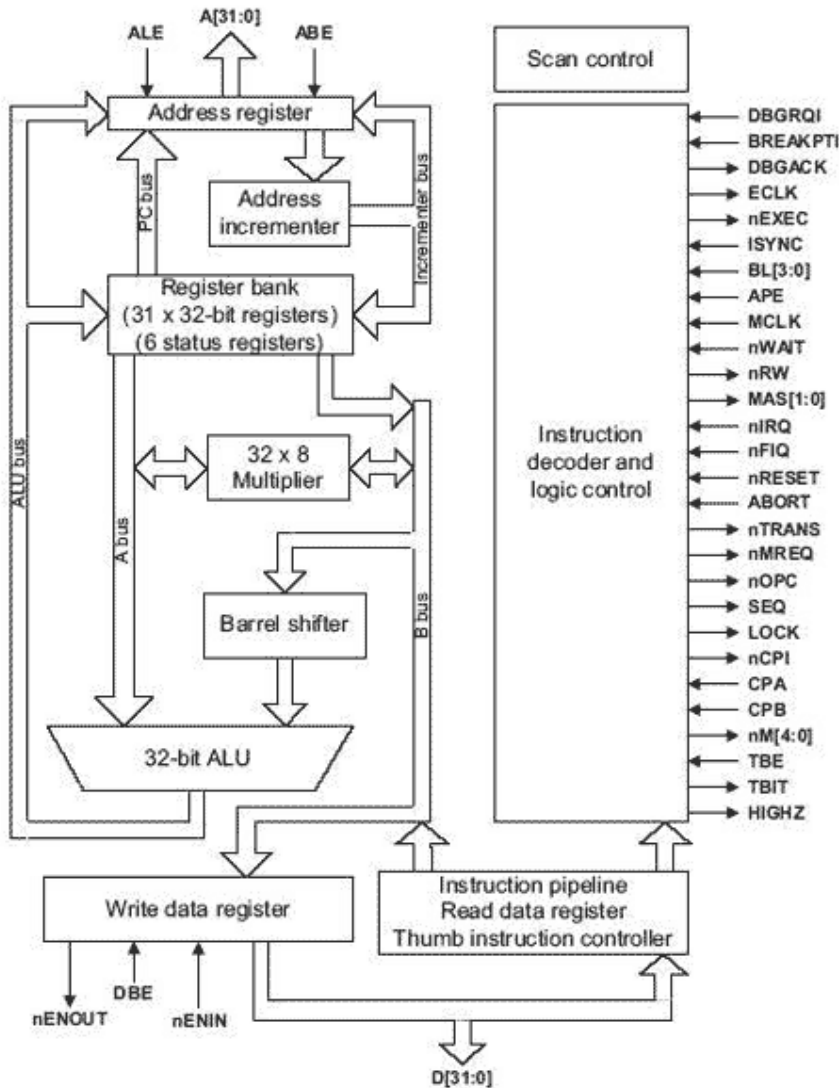 A[31:0]
ALE
ABE
Scan control
Address register
DBGRQI
BREAKPTI
DBGACK
ECLK
nEXEC
ISYNC
BL[3:0]
APE
MCLK
nWAIT
nRW
MAS[1:0]
nIRQ
nFIQ
nRESET
ABORT
nTRANS
nMREQ
nOPC
SEQ
LOCK
nCPI
CPA
CPB
nM[4:0]
TBE
TBIT
HIGHZ
PC bus
Address
incrementer
Incrementer bus
Register bank
(31 x 32-bit registers)
(6 status registers)
ALU bus
A bus
32 x 8
Multiplier
B bus
Barrel shifter
32-bit ALU
Instruction
decoder and
logic control
Write data register
Instruction pipeline
Read data register
Thumb instruction controller
nENOUT
DBE
nENIN
D[31:0]